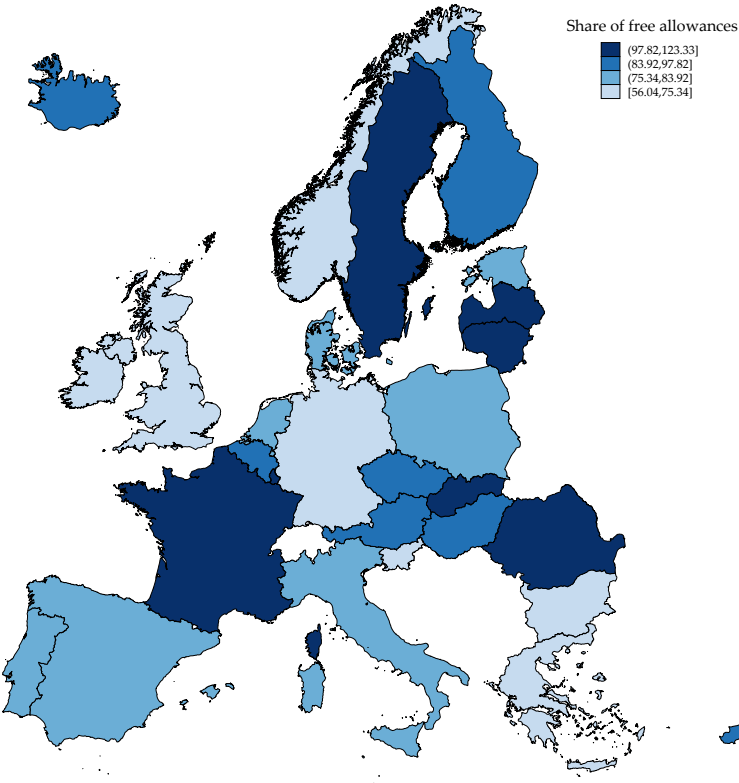 Share of free allowances
(97.82,123.33]
(83.92,97.82]
(75.34,83.92]
[56.04,75.34]